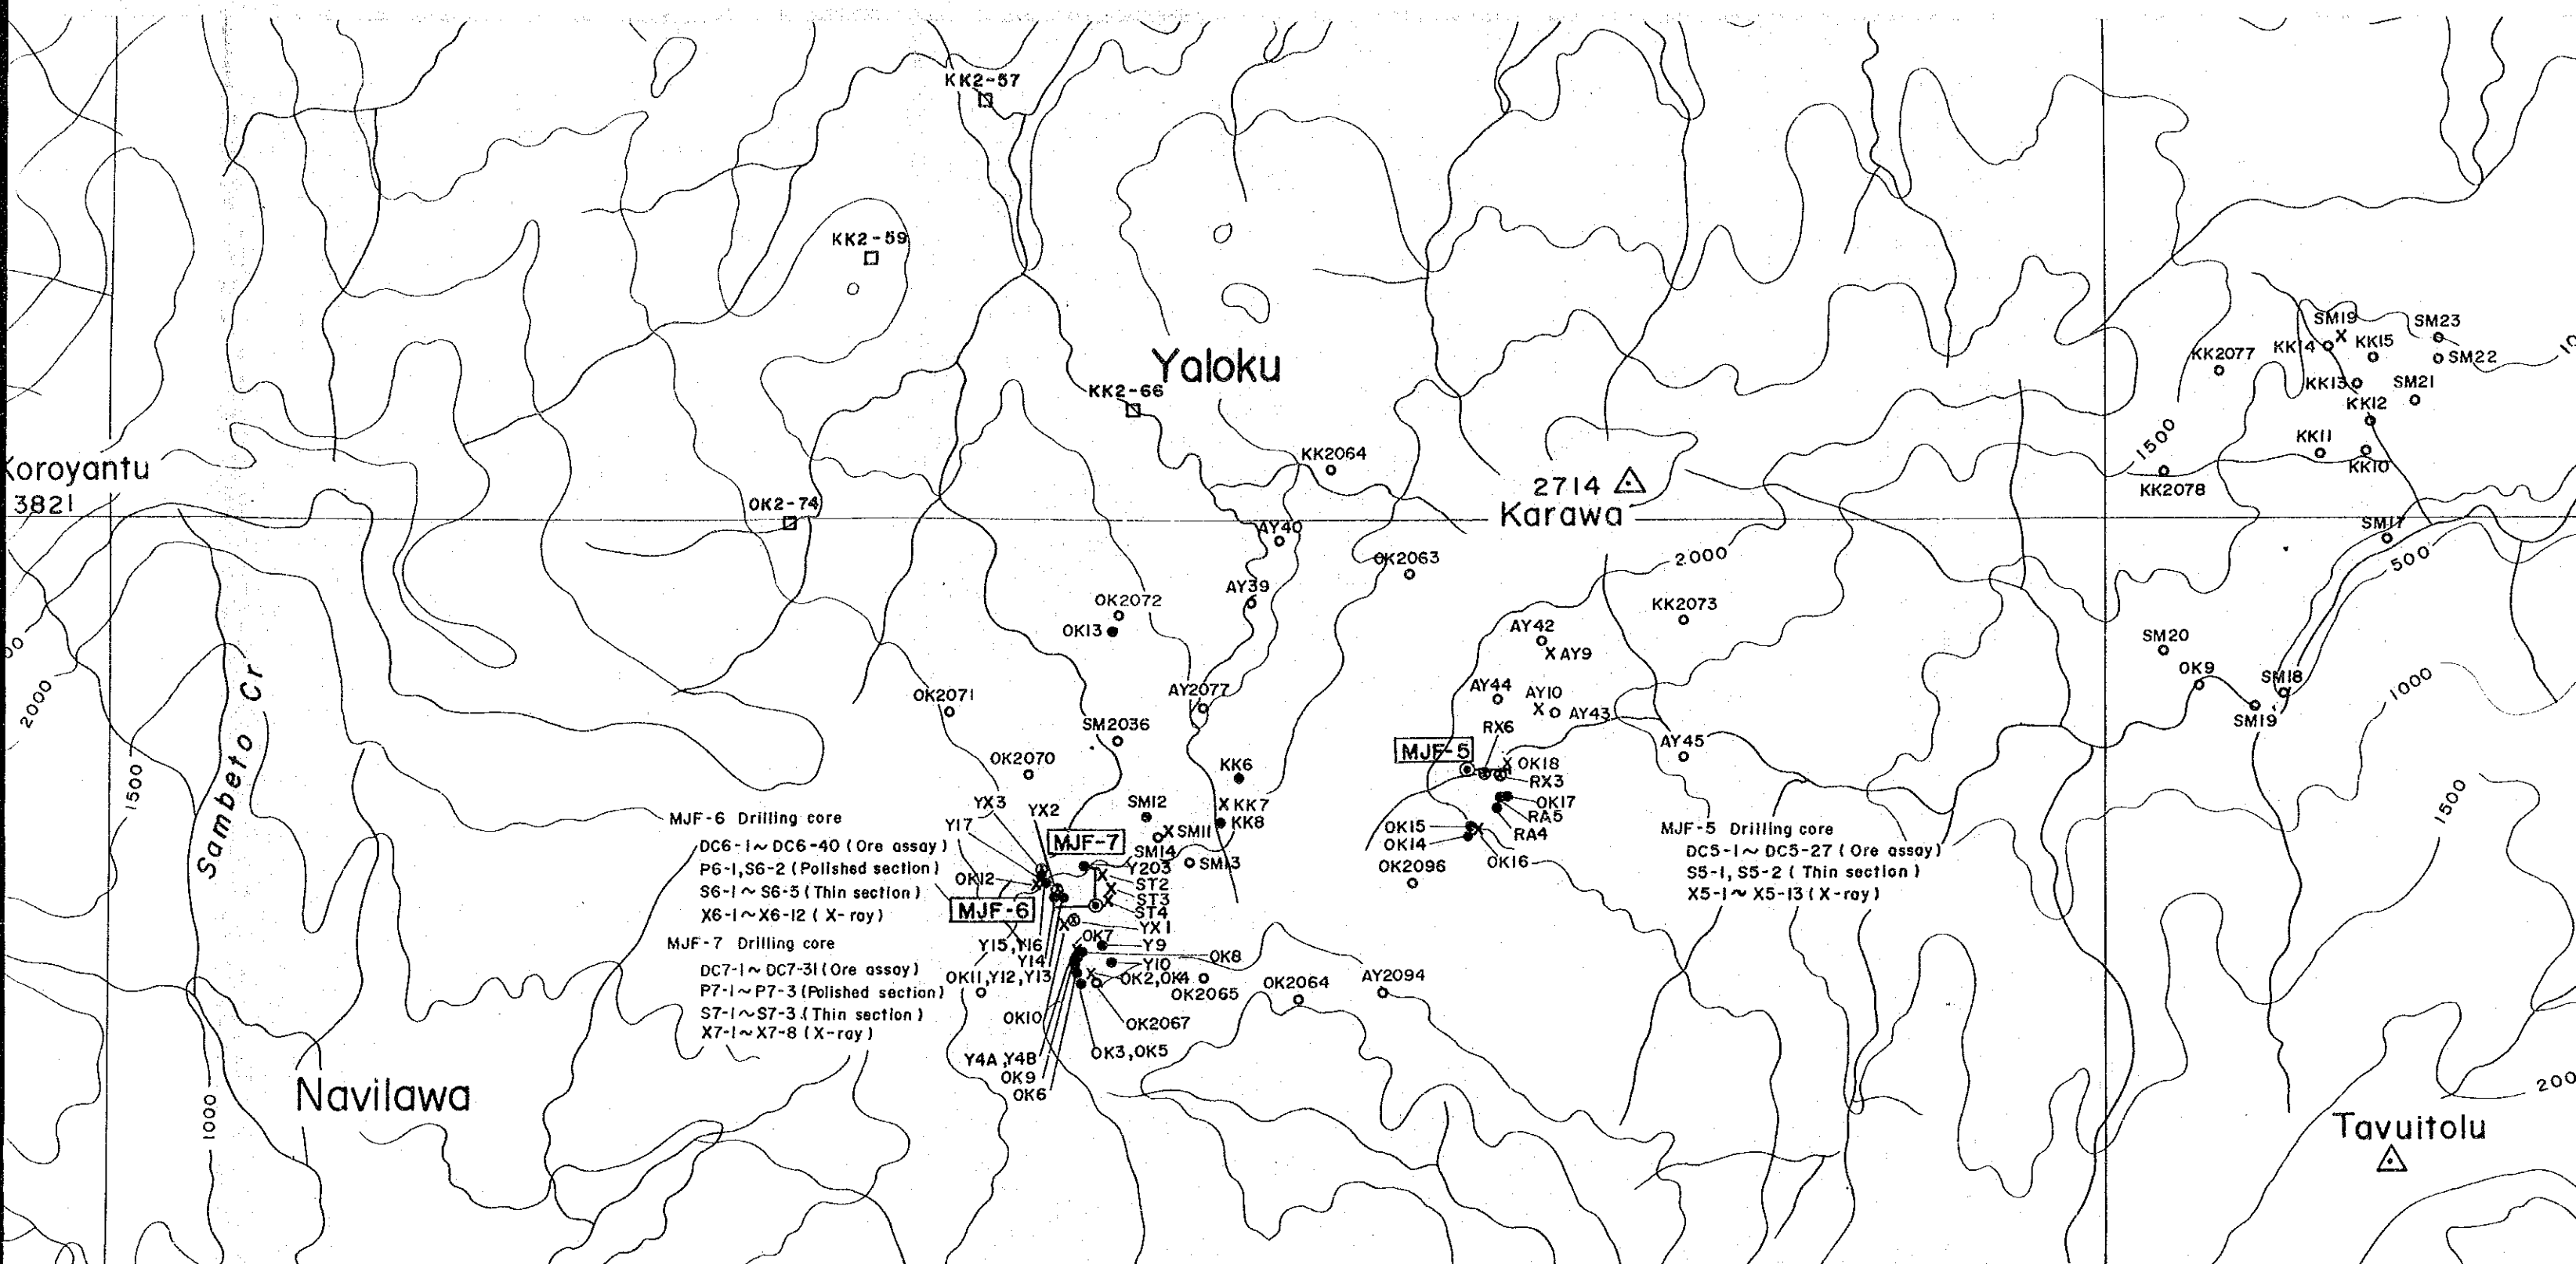 KK2-57
KK2-59
Yaloku
KK2-66
SM19
SM23
KK14
KK15
SM22
KK2077
KK13
SM21
KK12
KK11
KK10
1500
KK2078
KK2064
Koroyantu
3821
OK2-74
2714
Karawa
AY40
SM17
500
2000
OK2063
AY39
OK2072
OK13
KK2073
AY42
AY9
SM20
OK9
SM18
SM19
1000
2000
Sambeto Cr
OK2071
AY2077
AY44
AY10
AY43
SM2036
RX6
MJF-5
AY45
OK18
RX3
OK2070
KK6
1500
YX3
YX2
SM12
KK7
OK17
RA5
1500
MJF-6 Drilling core
Y17
KK8
OK15
RA4
MJF-5 Drilling core
DC6-1~DC6-40 (Ore assay)
MJF-7
SM11
OK14
DC5-1~DC5-27 (Ore assay)
SM14
P6-1,S6-2 (Polished section)
OK12
Y203
SM13
OK2096
OK16
S5-1, S5-2 (Thin section)
S6-1~S6-5 (Thin section)
ST2
ST3
X5-1~X5-13 (X-ray)
X6-1~X6-12 (X-ray)
MJF-6
ST4
YX1
MJF-7 Drilling core
Y15,Y16
OK7
Y9
OK8
DC7-1~DC7-31 (Ore assay)
Y14
Y10
P7-1~P7-3 (Polished section)
OK11,Y12,Y13
OK2,OK4
OK2065
OK2064
AY2094
S7-1~S7-3 (Thin section)
OK10
OK2067
X7-1~X7-8 (X-ray)
Y4A,Y4B
OK3,OK5
OK9
OK6
Navilawa
1000
Tavuitolu